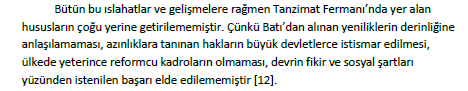 Bütün bu ıslahatlar ve gelişmelere rağmen Tanzimat Fermanı’nda yer alan
hususların çoğu yerine getirilememiştir. Çünkü Batı’dan alınan yeniliklerin derinliğine
anlaşılamaması, azınlıklara tanınan hakların büyük devletlerce istismar edilmesi,
ülkede yeterince reformcu kadroların olmaması, devrin fikir ve sosyal şartları
yüzünden istenilen başarı elde edilememiştir [12].